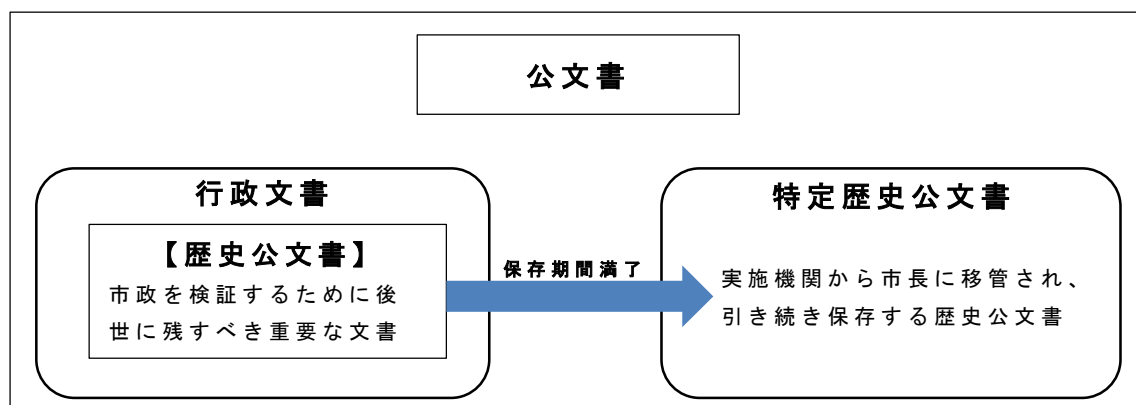 公文書
行政文書
【歴史公文書】
市政を検証するために後
世に残すべき重要な文書
保存期間満了
特定歴史公文書
実施機関から市長に移管され、
引き続き保存する歴史公文書